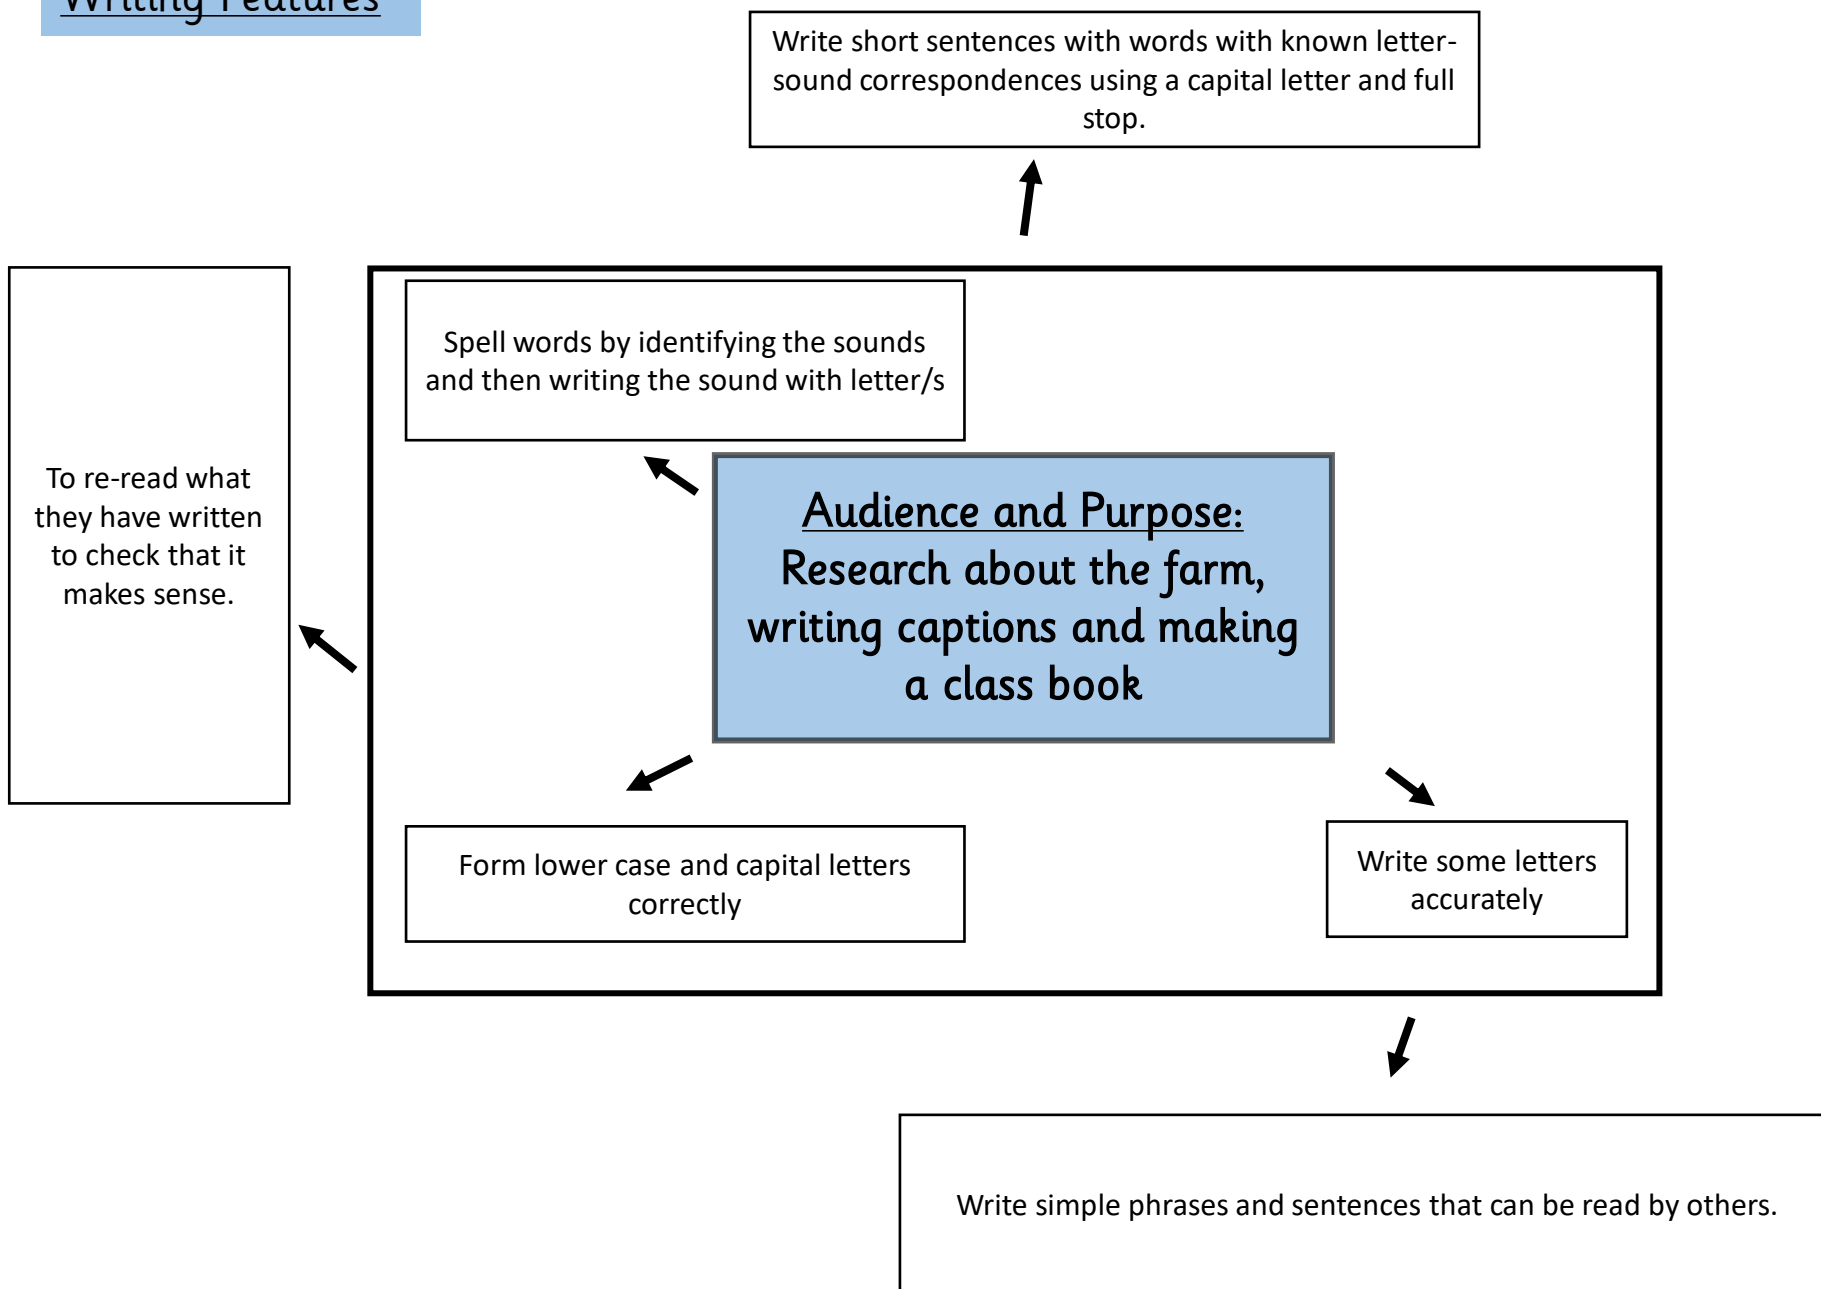 Writing Features
Write short sentences with words with known letter-
sound correspondences using a capital letter and full
stop.
Spell words by identifying the sounds
and then writing the sound with letter/s
To re-read what
they have written
to check that it
makes sense.
Audience and Purpose:
Research about the farm,
writing captions and making
a class book
Form lower case and capital letters
correctly
Write some letters
accurately
Write simple phrases and sentences that can be read by others.